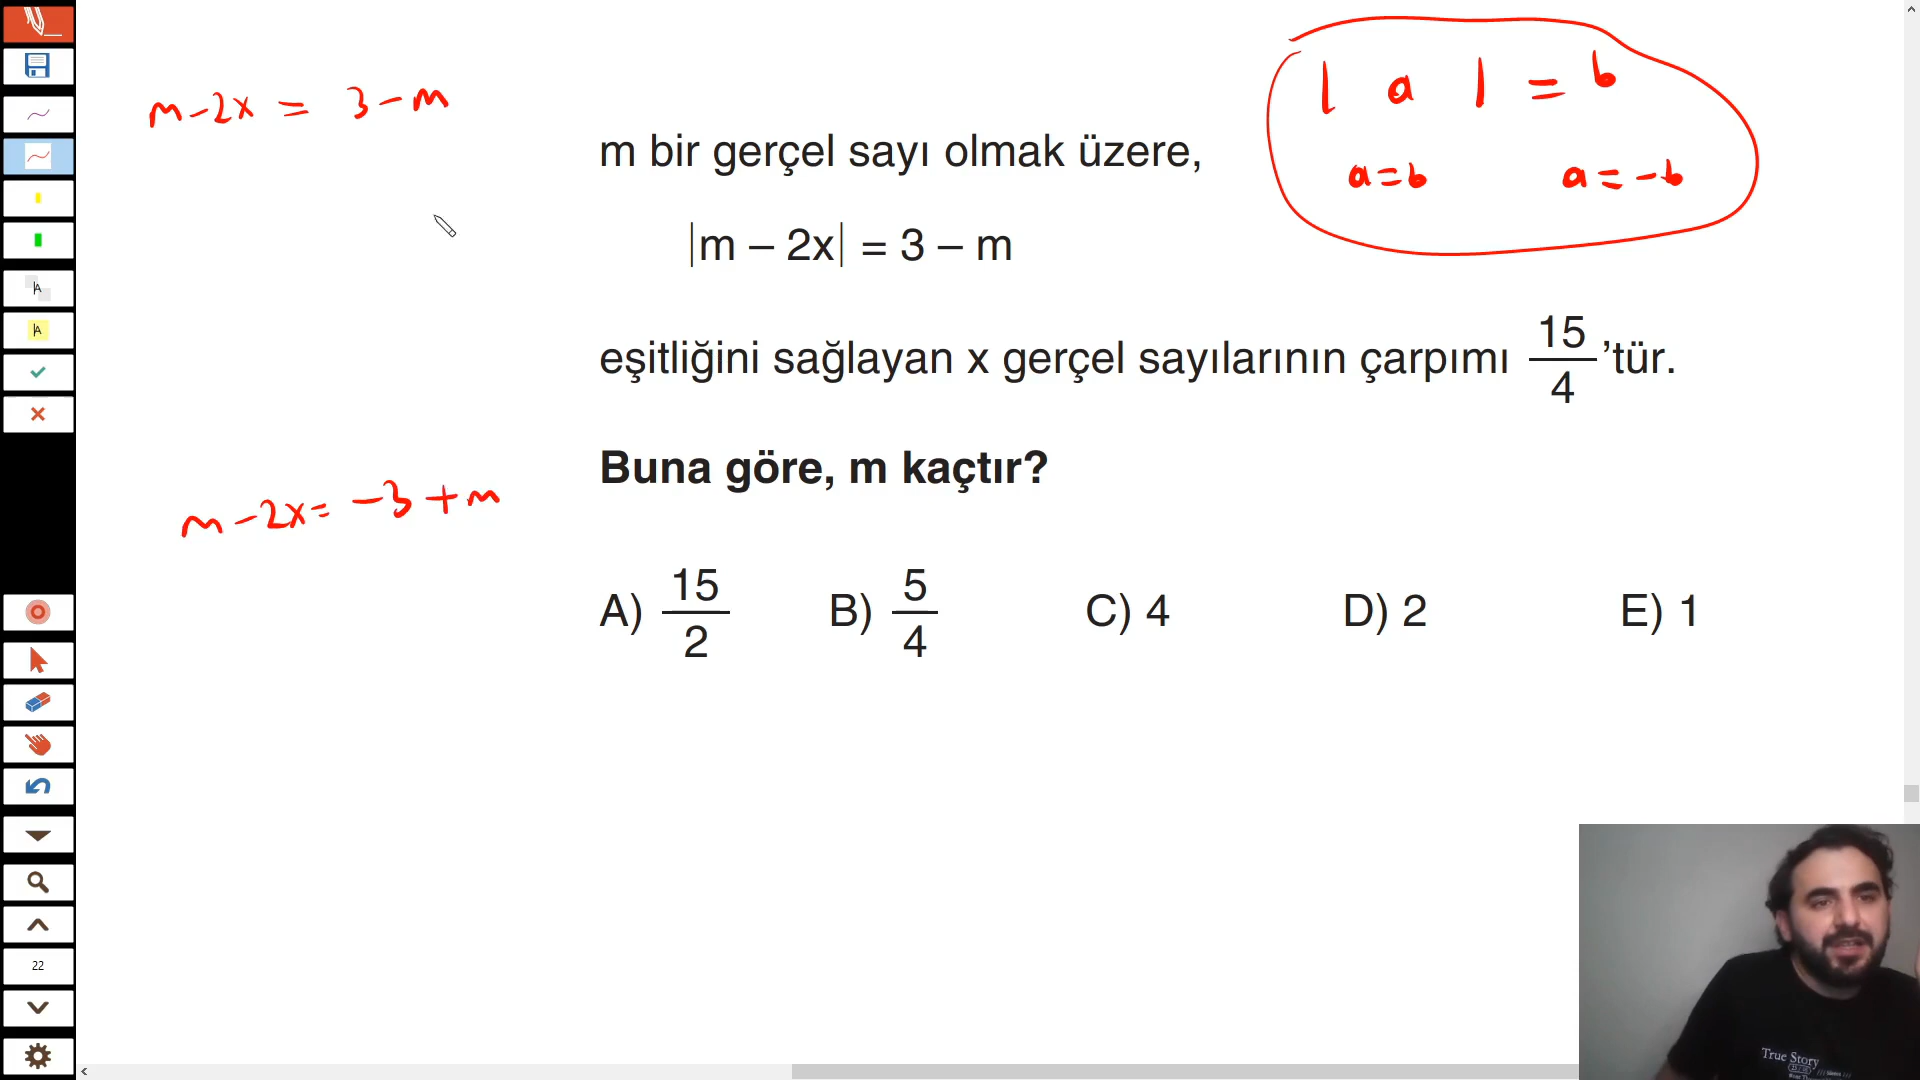 m-2x = 3-m
| a | = b
a=b a=-b
m bir gerçel sayı olmak üzere,
|m – 2x| = 3 – m
eşitliğini sağlayan x gerçel sayılarının çarpımı 15/4 ’tür.
Buna göre, m kaçtır?
m-2x= -3+m
A) 15/2 B) 5/4 C) 4 D) 2 E) 1
22
True Story